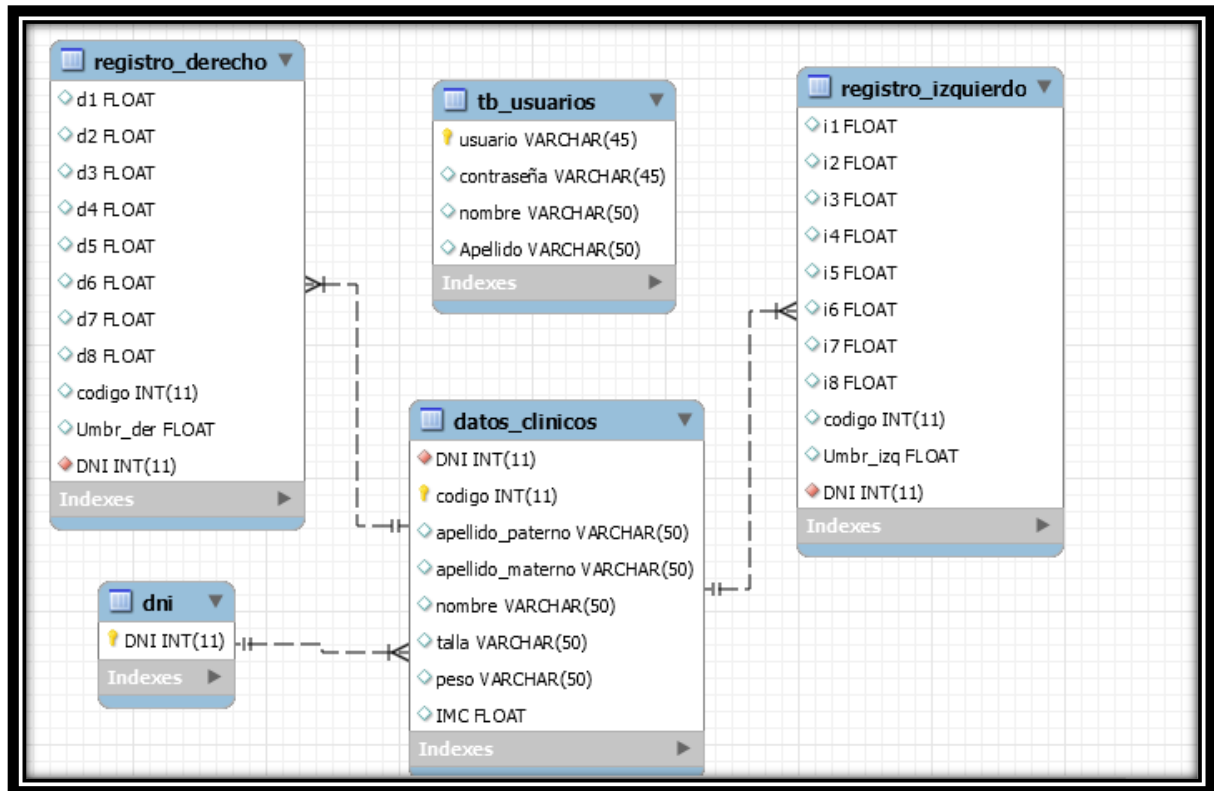 registro_derecho
d1 FLOAT
d2 FLOAT
d3 FLOAT
d4 FLOAT
d5 FLOAT
d6 FLOAT
d7 FLOAT
d8 FLOAT
codigo INT(11)
Umbr_der FLOAT
DNI INT(11)
Indexes
tb_usuarios
usuario VARCHAR(45)
contraseña VARCHAR(45)
nombre VARCHAR(50)
Apellido VARCHAR(50)
Indexes
registro_izquierdo
i1 FLOAT
i2 FLOAT
i3 FLOAT
i4 FLOAT
i5 FLOAT
i6 FLOAT
i7 FLOAT
i8 FLOAT
codigo INT(11)
Umbr_izq FLOAT
DNI INT(11)
Indexes
datos_clinicos
DNI INT(11)
codigo INT(11)
apellido_paterno VARCHAR(50)
apellido_materno VARCHAR(50)
nombre VARCHAR(50)
talla VARCHAR(50)
peso VARCHAR(50)
IMC FLOAT
Indexes
dni
DNI INT(11)
Indexes